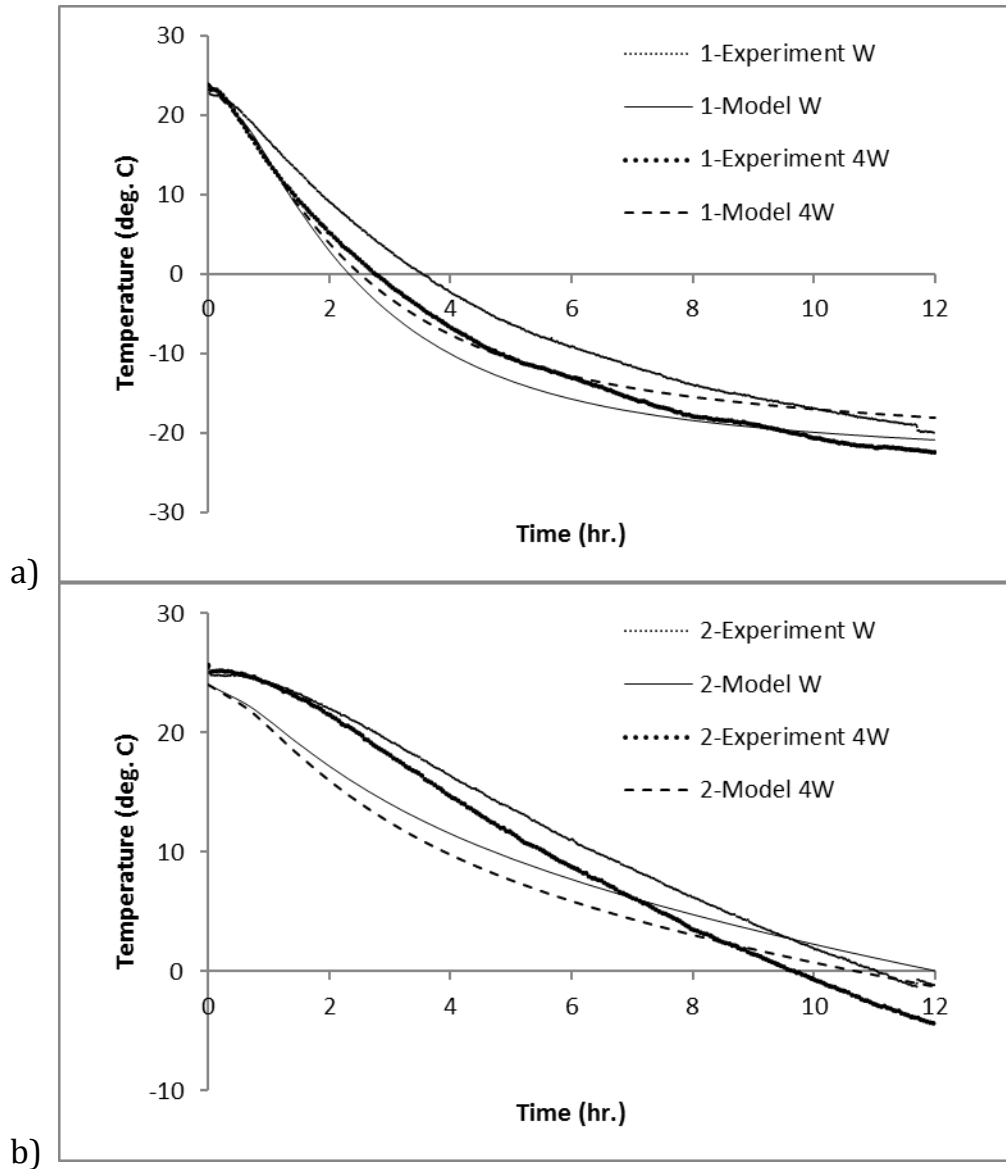 30
20
10
0
-10
-20
-30
0
2
4
6
8
10
12
Temperature (deg. C)
Time (hr.)
1-Experiment W
1-Model W
1-Experiment 4W
1-Model 4W
a)
30
20
10
0
-10
0
2
4
6
8
10
12
Temperature (deg. C)
Time (hr.)
2-Experiment W
2-Model W
2-Experiment 4W
2-Model 4W
b)